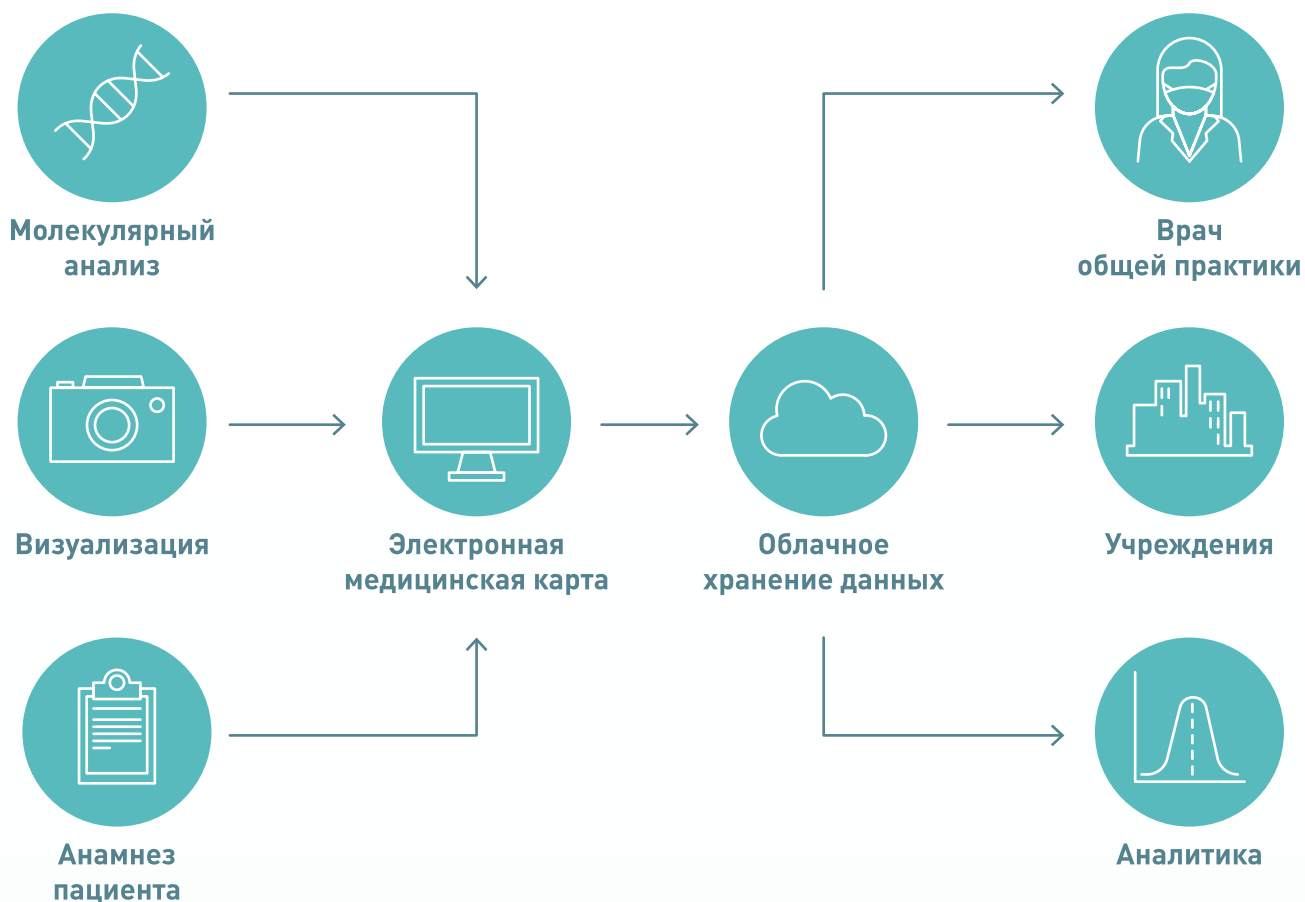 Молекулярный
анализ
Врач
общей практики
Визуализация
Электронная
медицинская карта
Облачное
хранение данных
Учреждения
Анамнез
пациента
Аналитика